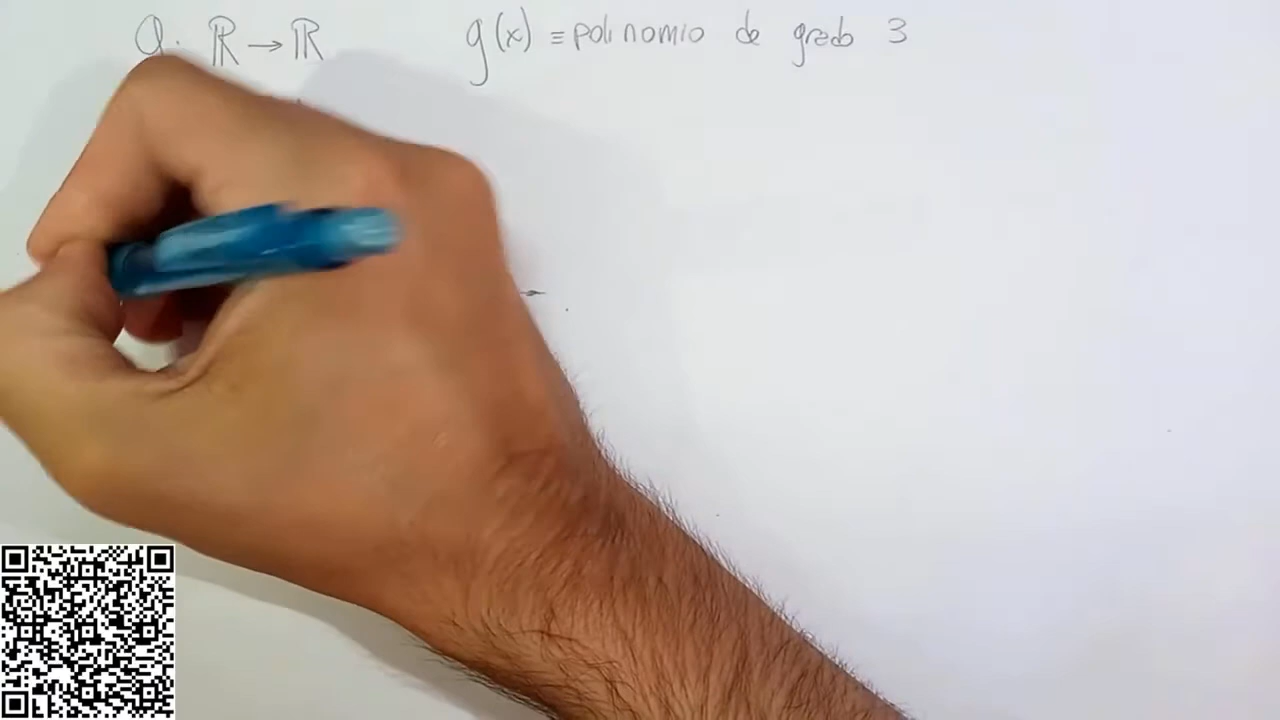 g: ℝ → ℝ g(x) ≡ polinomio de grado 3